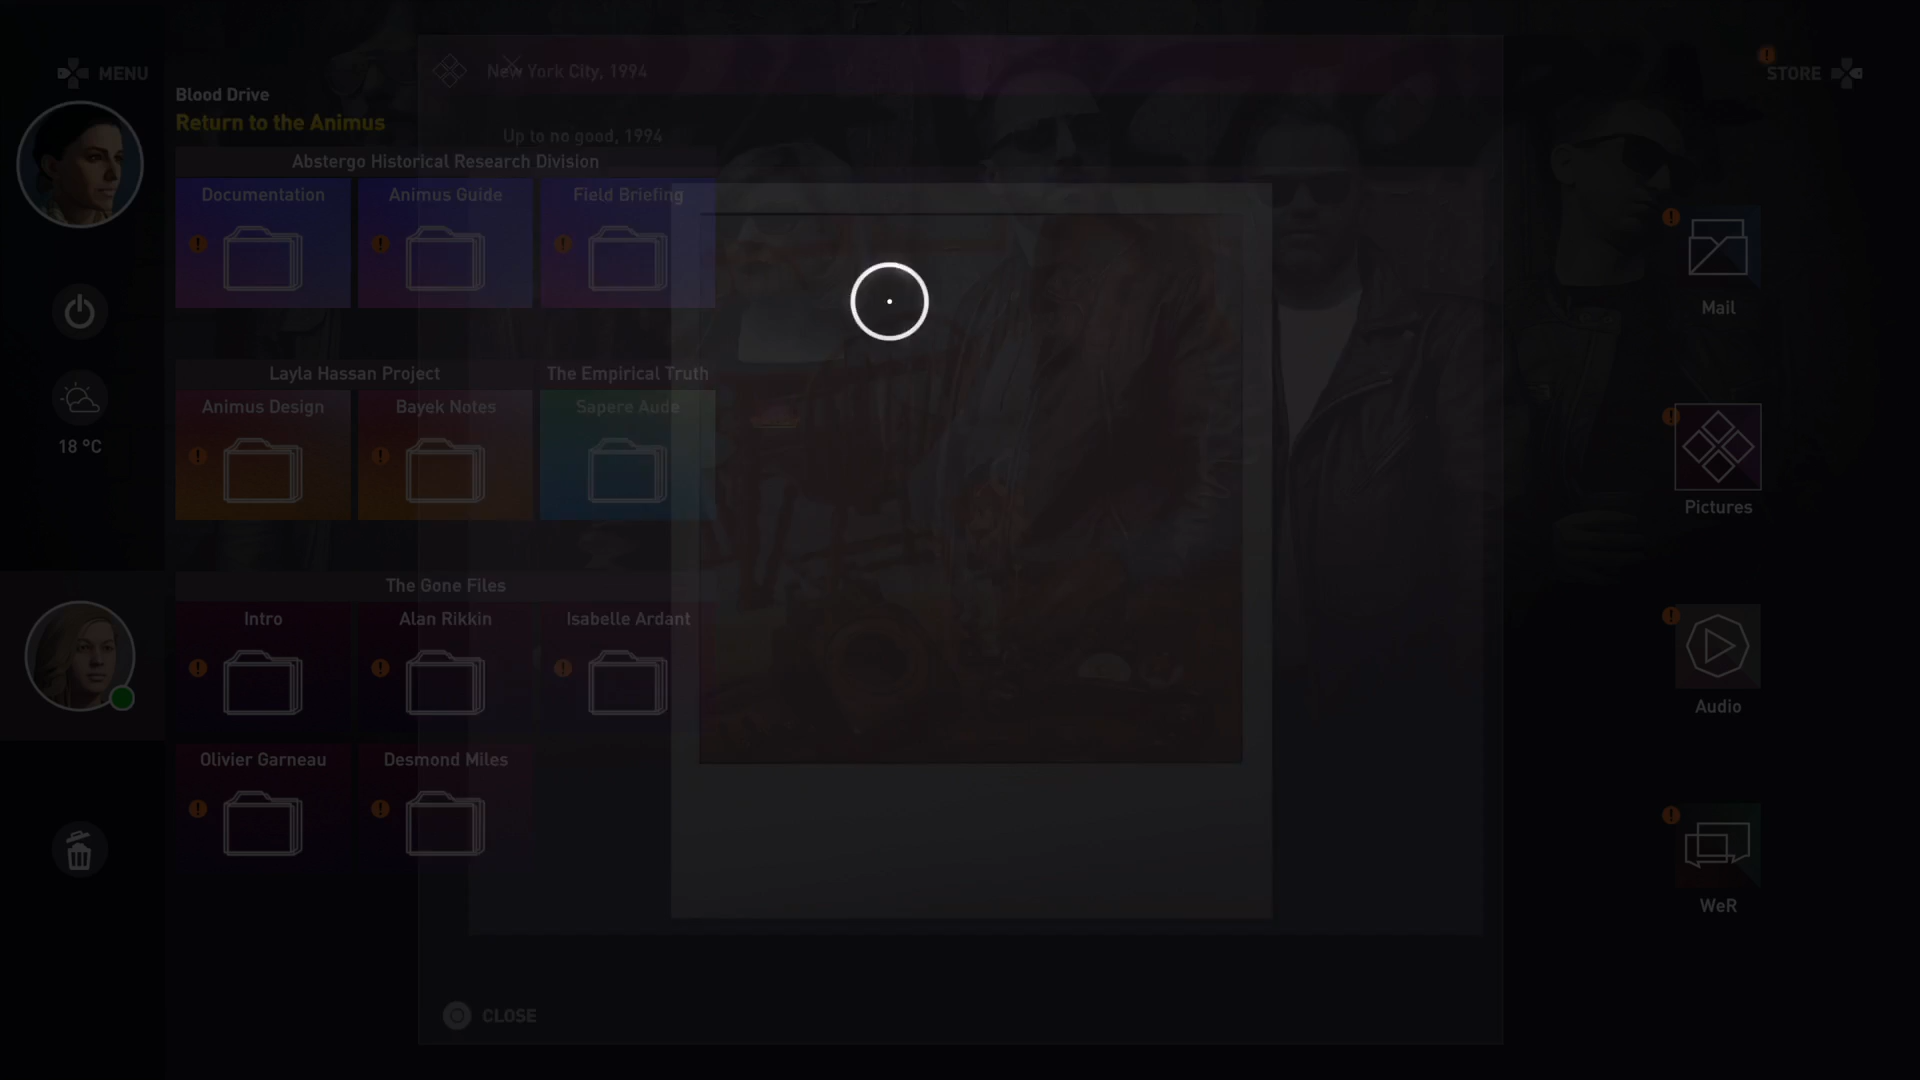 MENU
New York City, 1994
STORE
Blood Drive
Return to the Animus
Up to no good, 1994
Abstergo Historical Research Division
Documentation
Animus Guide
Field Briefing
Mail
Layla Hassan Project
The Empirical Truth
Animus Design
Bayek Notes
Sapere Aude
18 °C
Pictures
The Gone Files
Intro
Alan Rikkin
Isabelle Ardant
Audio
Olivier Garneau
Desmond Miles
WeR
CLOSE